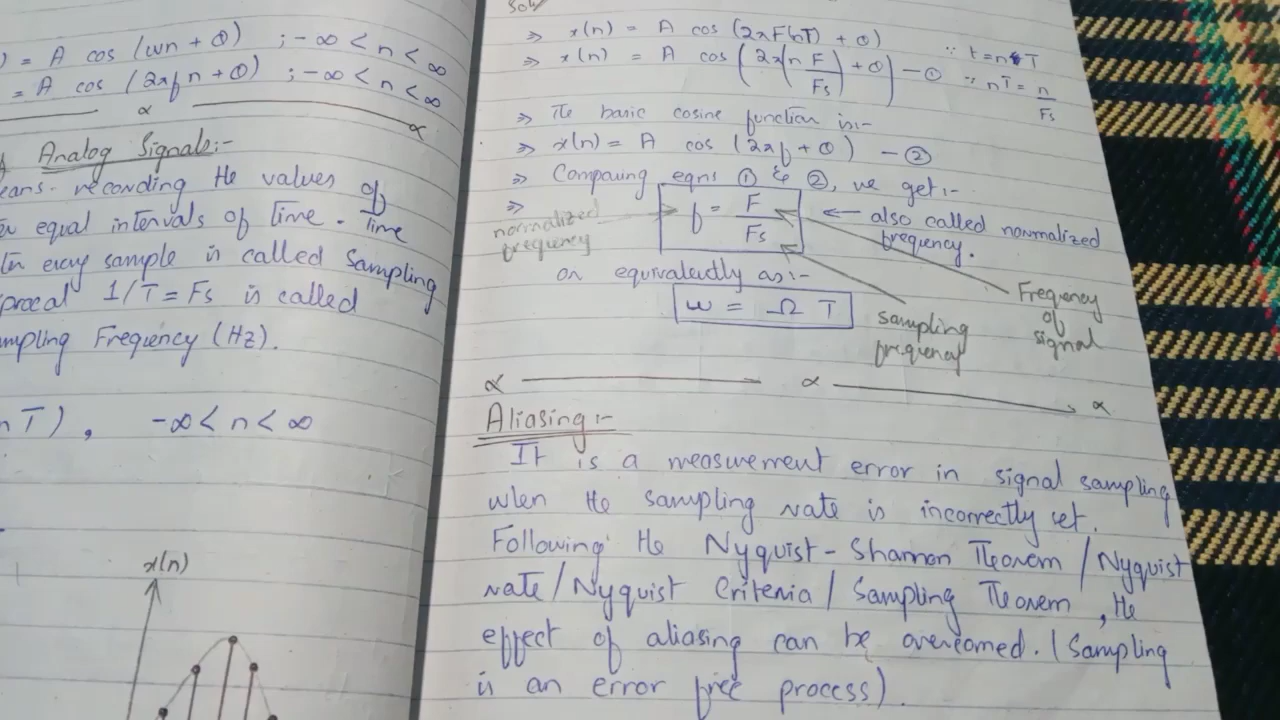 ) = A cos (ωn + θ) ; -∞ < n < ∞
= A cos (2πfn + θ) ; -∞ < n < ∞
α α
Analog Signals:-
eans recording the values of
equal intervals of time. Time
every sample is called Sampling
procal 1/T = Fs is called
mpling Frequency (Hz).
nT), -∞ < n < ∞
x(n)
Sol
⇒ x(n) = A cos (2πF(nT) + θ) ∵ t = nT
⇒ x(n) = A cos (2π(n F/Fs) + θ) — ① ∵ nT = n/Fs
⇒ The basic cosine function is:-
⇒ x(n) = A cos (2πf + θ) — ②
⇒ Comparing eqns ① & ②, we get:-
⇒ f = F/Fs ← also called normalized frequency.
normalized frequency
or equivalently as:-
ω = Ω T
sampling frequency
Frequency of signal
α α α
Aliasing:-
It is a measurement error in signal sampling
when the sampling rate is incorrectly set.
Following the Nyquist-Shannon Theorem / Nyquist
rate / Nyquist Criteria / Sampling Theorem, the
effect of aliasing can be overcomed. (Sampling
is an error free process).